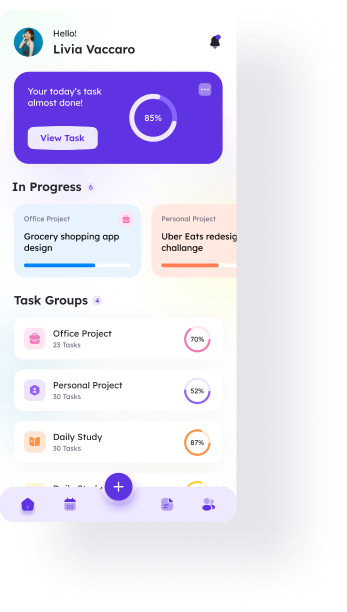 Hello!
Livia Vaccaro
Your today's task
almost done!
85%
View Task
In Progress 6
Office Project
Grocery shopping app
design
Personal Project
Uber Eats redesig
challange
Task Groups 4
Office Project
23 Tasks
70%
Personal Project
30 Tasks
52%
Daily Study
30 Tasks
87%